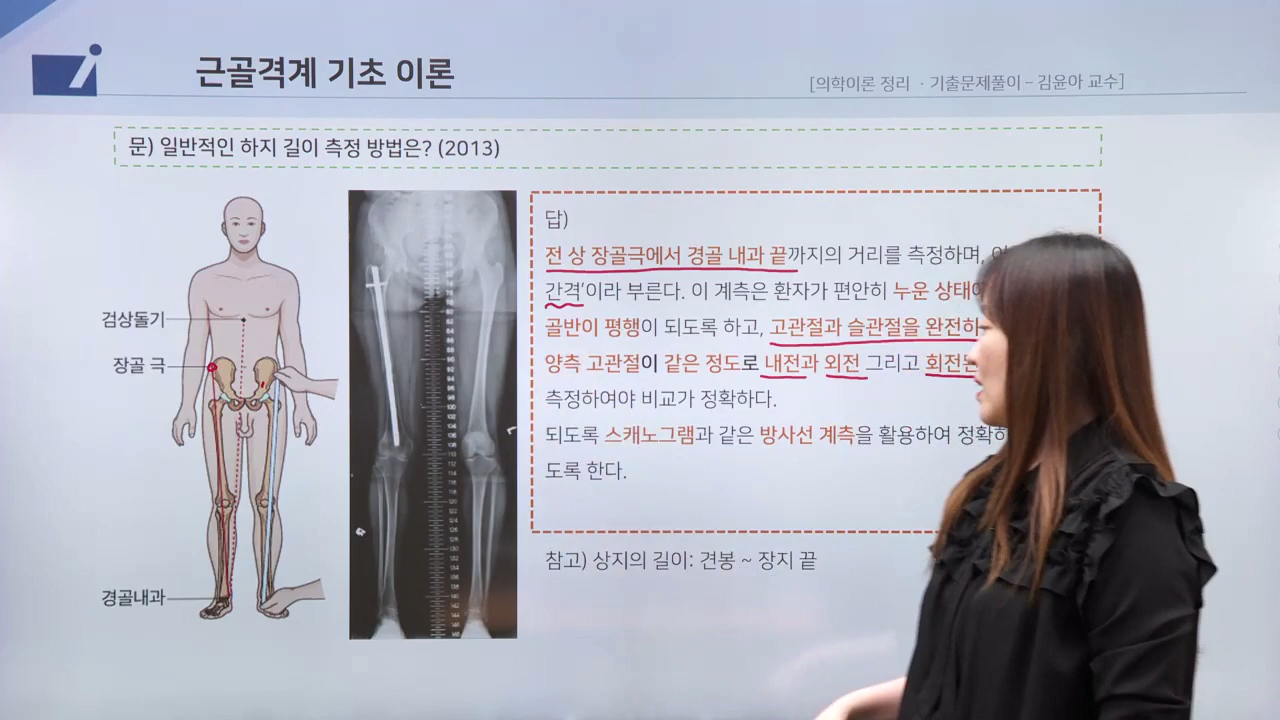 근골격계 기초 이론
[의학이론 정리 · 기출문제풀이 – 김윤아 교수]
문) 일반적인 하지 길이 측정 방법은? (2013)
검상돌기
장골 극
경골내과
답)
전 상 장골극에서 경골 내과 끝까지의 거리를 측정하며,
간격'이라 부른다. 이 계측은 환자가 편안히 누운 상태
골반이 평행이 되도록 하고, 고관절과 슬관절을 완전히
양측 고관절이 같은 정도로 내전과 외전 그리고 회전
측정하여야 비교가 정확하다.
되도록 스캐노그램과 같은 방사선 계측을 활용하여 정확
도록 한다.
참고) 상지의 길이: 견봉 ~ 장지 끝